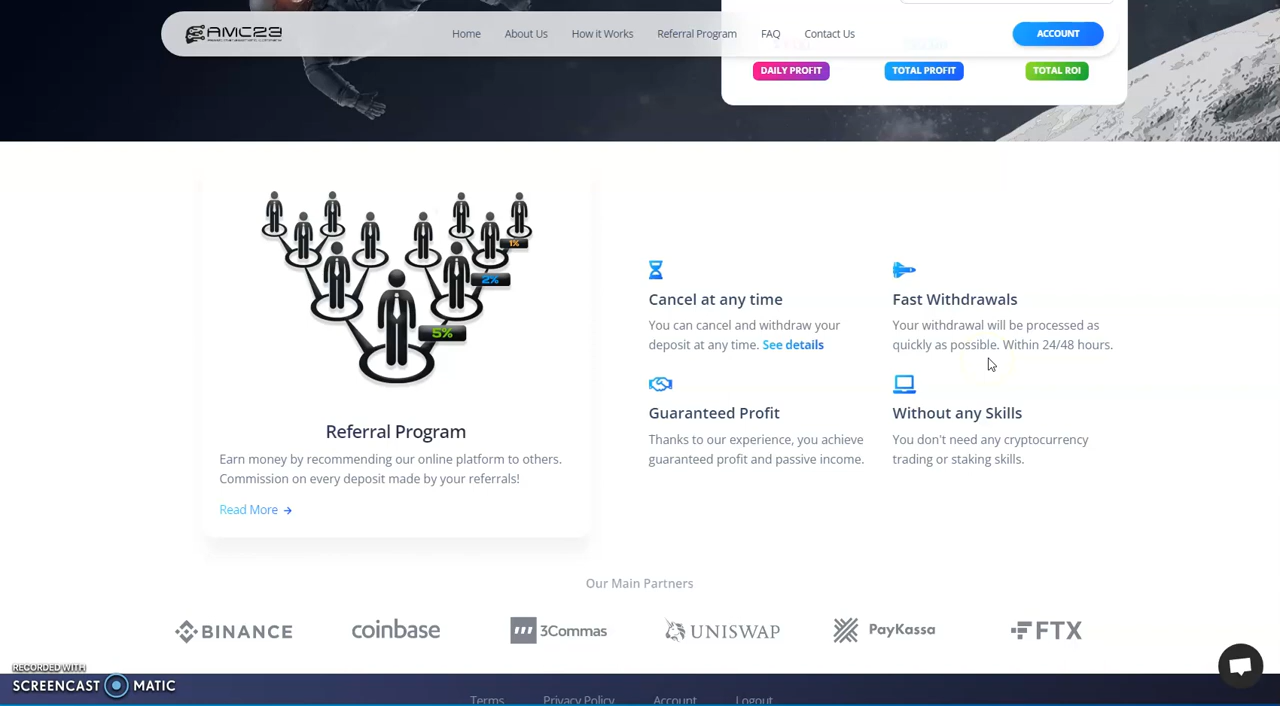 AMC23
Home
About Us
How it Works
Referral Program
FAQ
Contact Us
ACCOUNT
DAILY PROFIT
TOTAL PROFIT
TOTAL ROI
1%
2%
5%
Referral Program
Earn money by recommending our online platform to others.
Commission on every deposit made by your referrals!
Read More →
Cancel at any time
You can cancel and withdraw your
deposit at any time. See details
Fast Withdrawals
Your withdrawal will be processed as
quickly as possible. Within 24/48 hours.
Guaranteed Profit
Thanks to our experience, you achieve
guaranteed profit and passive income.
Without any Skills
You don't need any cryptocurrency
trading or staking skills.
Our Main Partners
BINANCE
coinbase
3Commas
UNISWAP
PayKassa
FTX
RECORDED WITH
SCREENCAST MATIC
Terms
Privacy Policy
Account
Logout